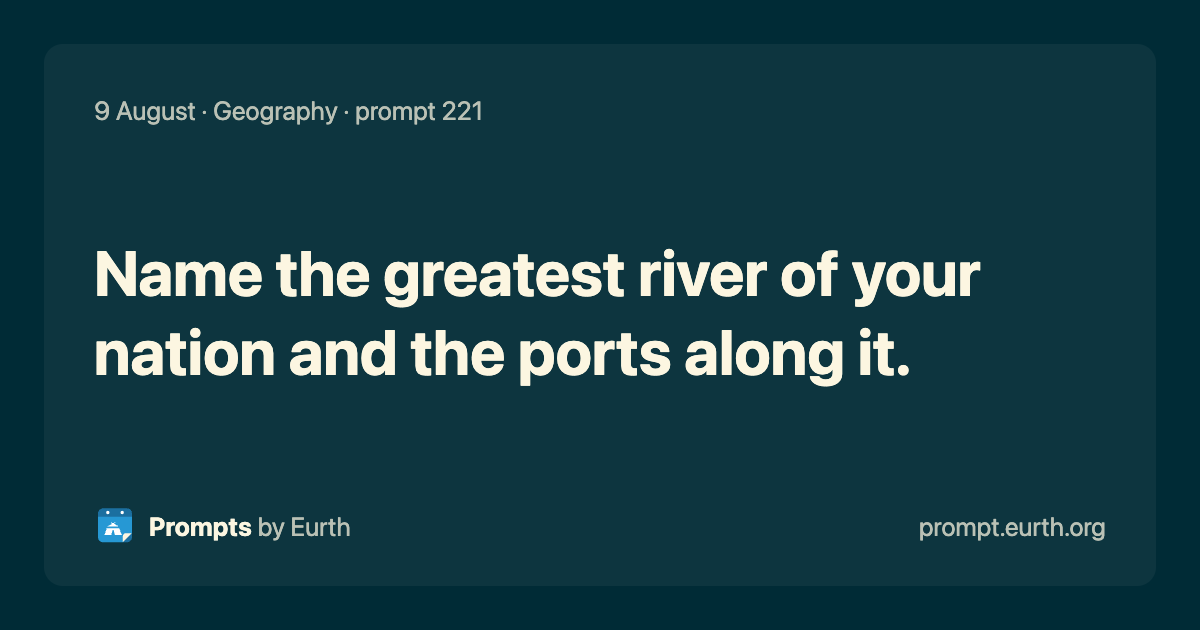 9 August · Geography · prompt 221
Name the greatest river of your
nation and the ports along it.
Prompts by Eurth
prompt.eurth.org